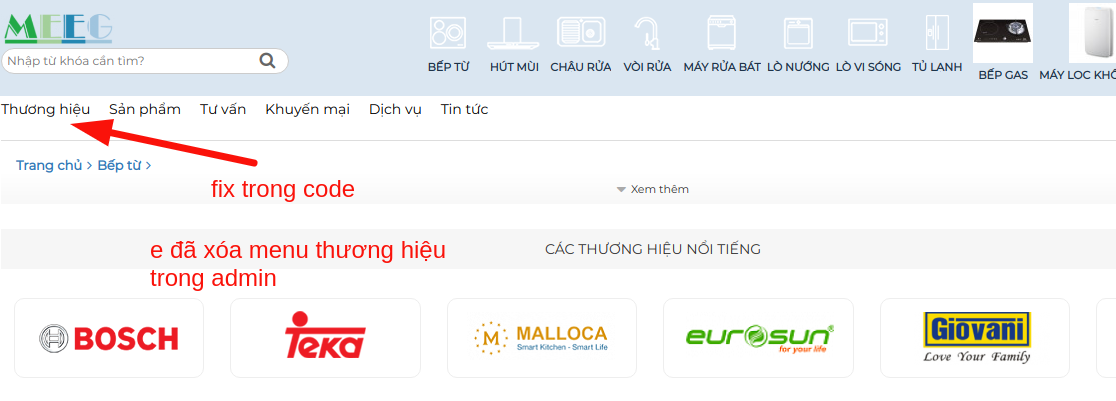 MEEG
Nhập từ khóa cần tìm?
BẾP TỪ HÚT MÙI CHẬU RỬA VÒI RỬA MÁY RỬA BÁT LÒ NƯỚNG LÒ VI SÓNG TỦ LẠNH BẾP GAS MÁY LỌC KHÔ
Thương hiệu Sản phẩm Tư vấn Khuyến mại Dịch vụ Tin tức
Trang chủ > Bếp từ >
fix trong code
Xem thêm
e đã xóa menu thương hiệu
trong admin
CÁC THƯƠNG HIỆU NỔI TIẾNG
BOSCH
Teka
M
MALLOCA
Smart Kitchen - Smart Life
eurosun
for your life
Giovani
Love Your Family